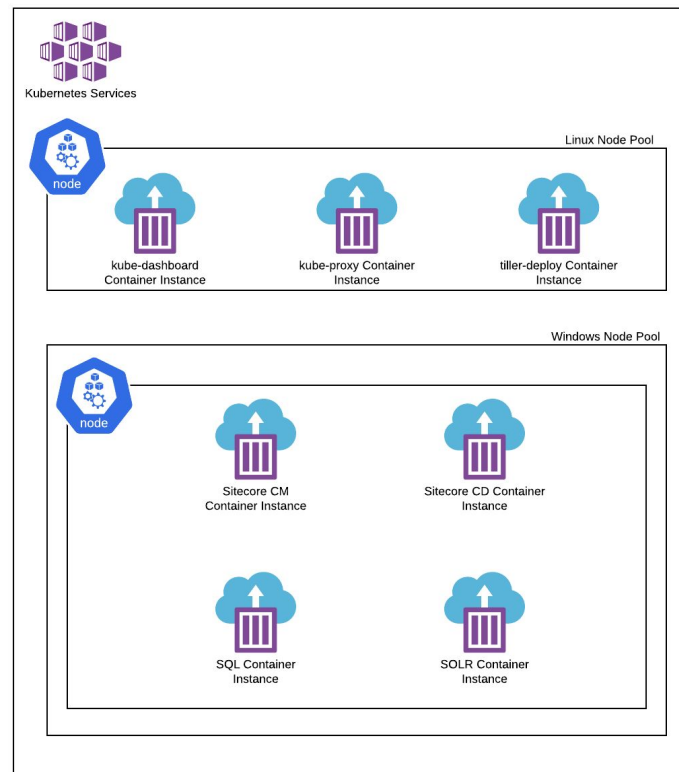 Kubernetes Services
Linux Node Pool
node
kube-dashboard
Container Instance
kube-proxy Container
Instance
tiller-deploy Container
Instance
Windows Node Pool
node
Sitecore CM
Container Instance
Sitecore CD Container
Instance
SQL Container
Instance
SOLR Container
Instance